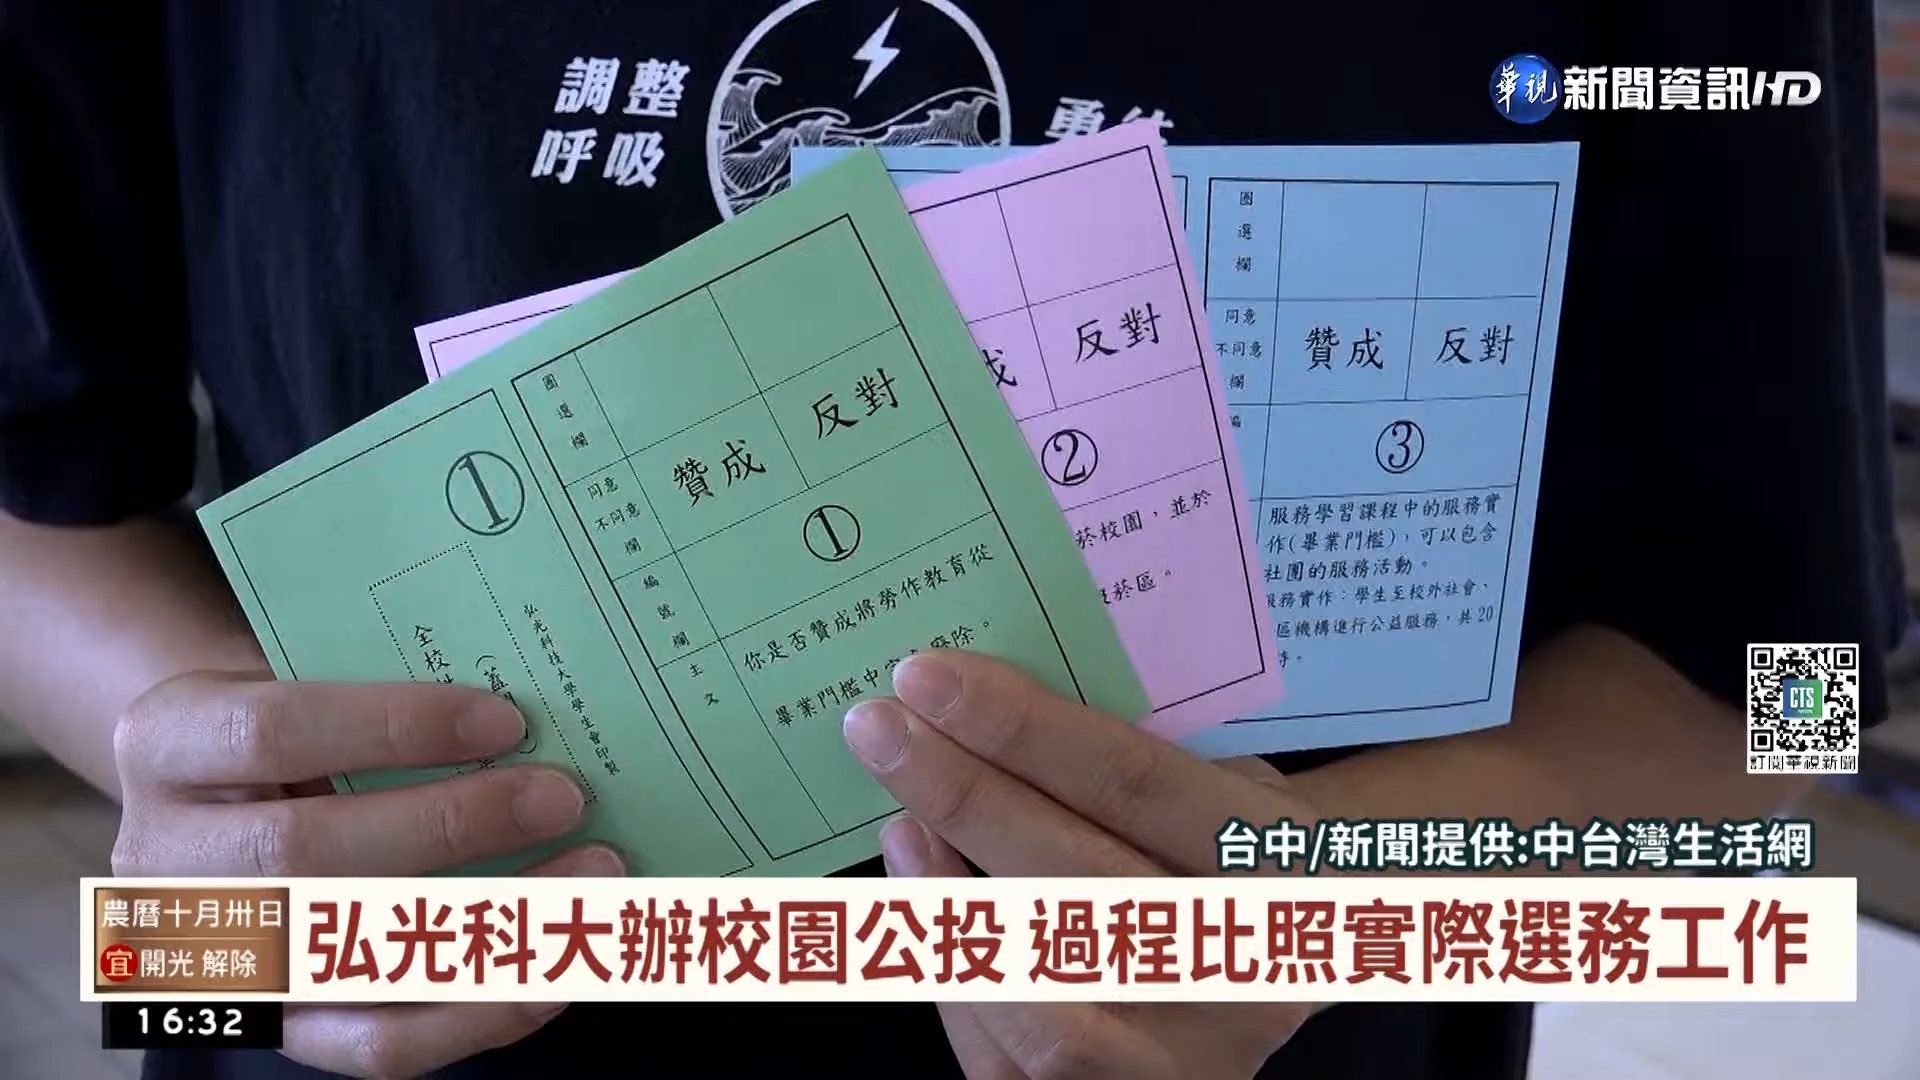 調整
呼吸
華視 新聞資訊HD
①
全校
弘光科技大學學生會印製
圈選欄
同意不同意欄
贊成
反對
編號欄
①
主文
你是否贊成將勞作教育從
畢業門檻中完全廢除。
反對
②
菸校園，並於
吸菸區。
圈選欄
同意不同意欄
贊成
反對
③
服務學習課程中的服務實
作(畢業門檻)，可以包含
社團的服務活動。
服務實作：學生至校外社會、
區機構進行公益服務，共20
CTS
訂閱華視新聞
台中/新聞提供:中台灣生活網
農曆十月卅日
宜 開光 解除
弘光科大辦校園公投 過程比照實際選務工作
16:32